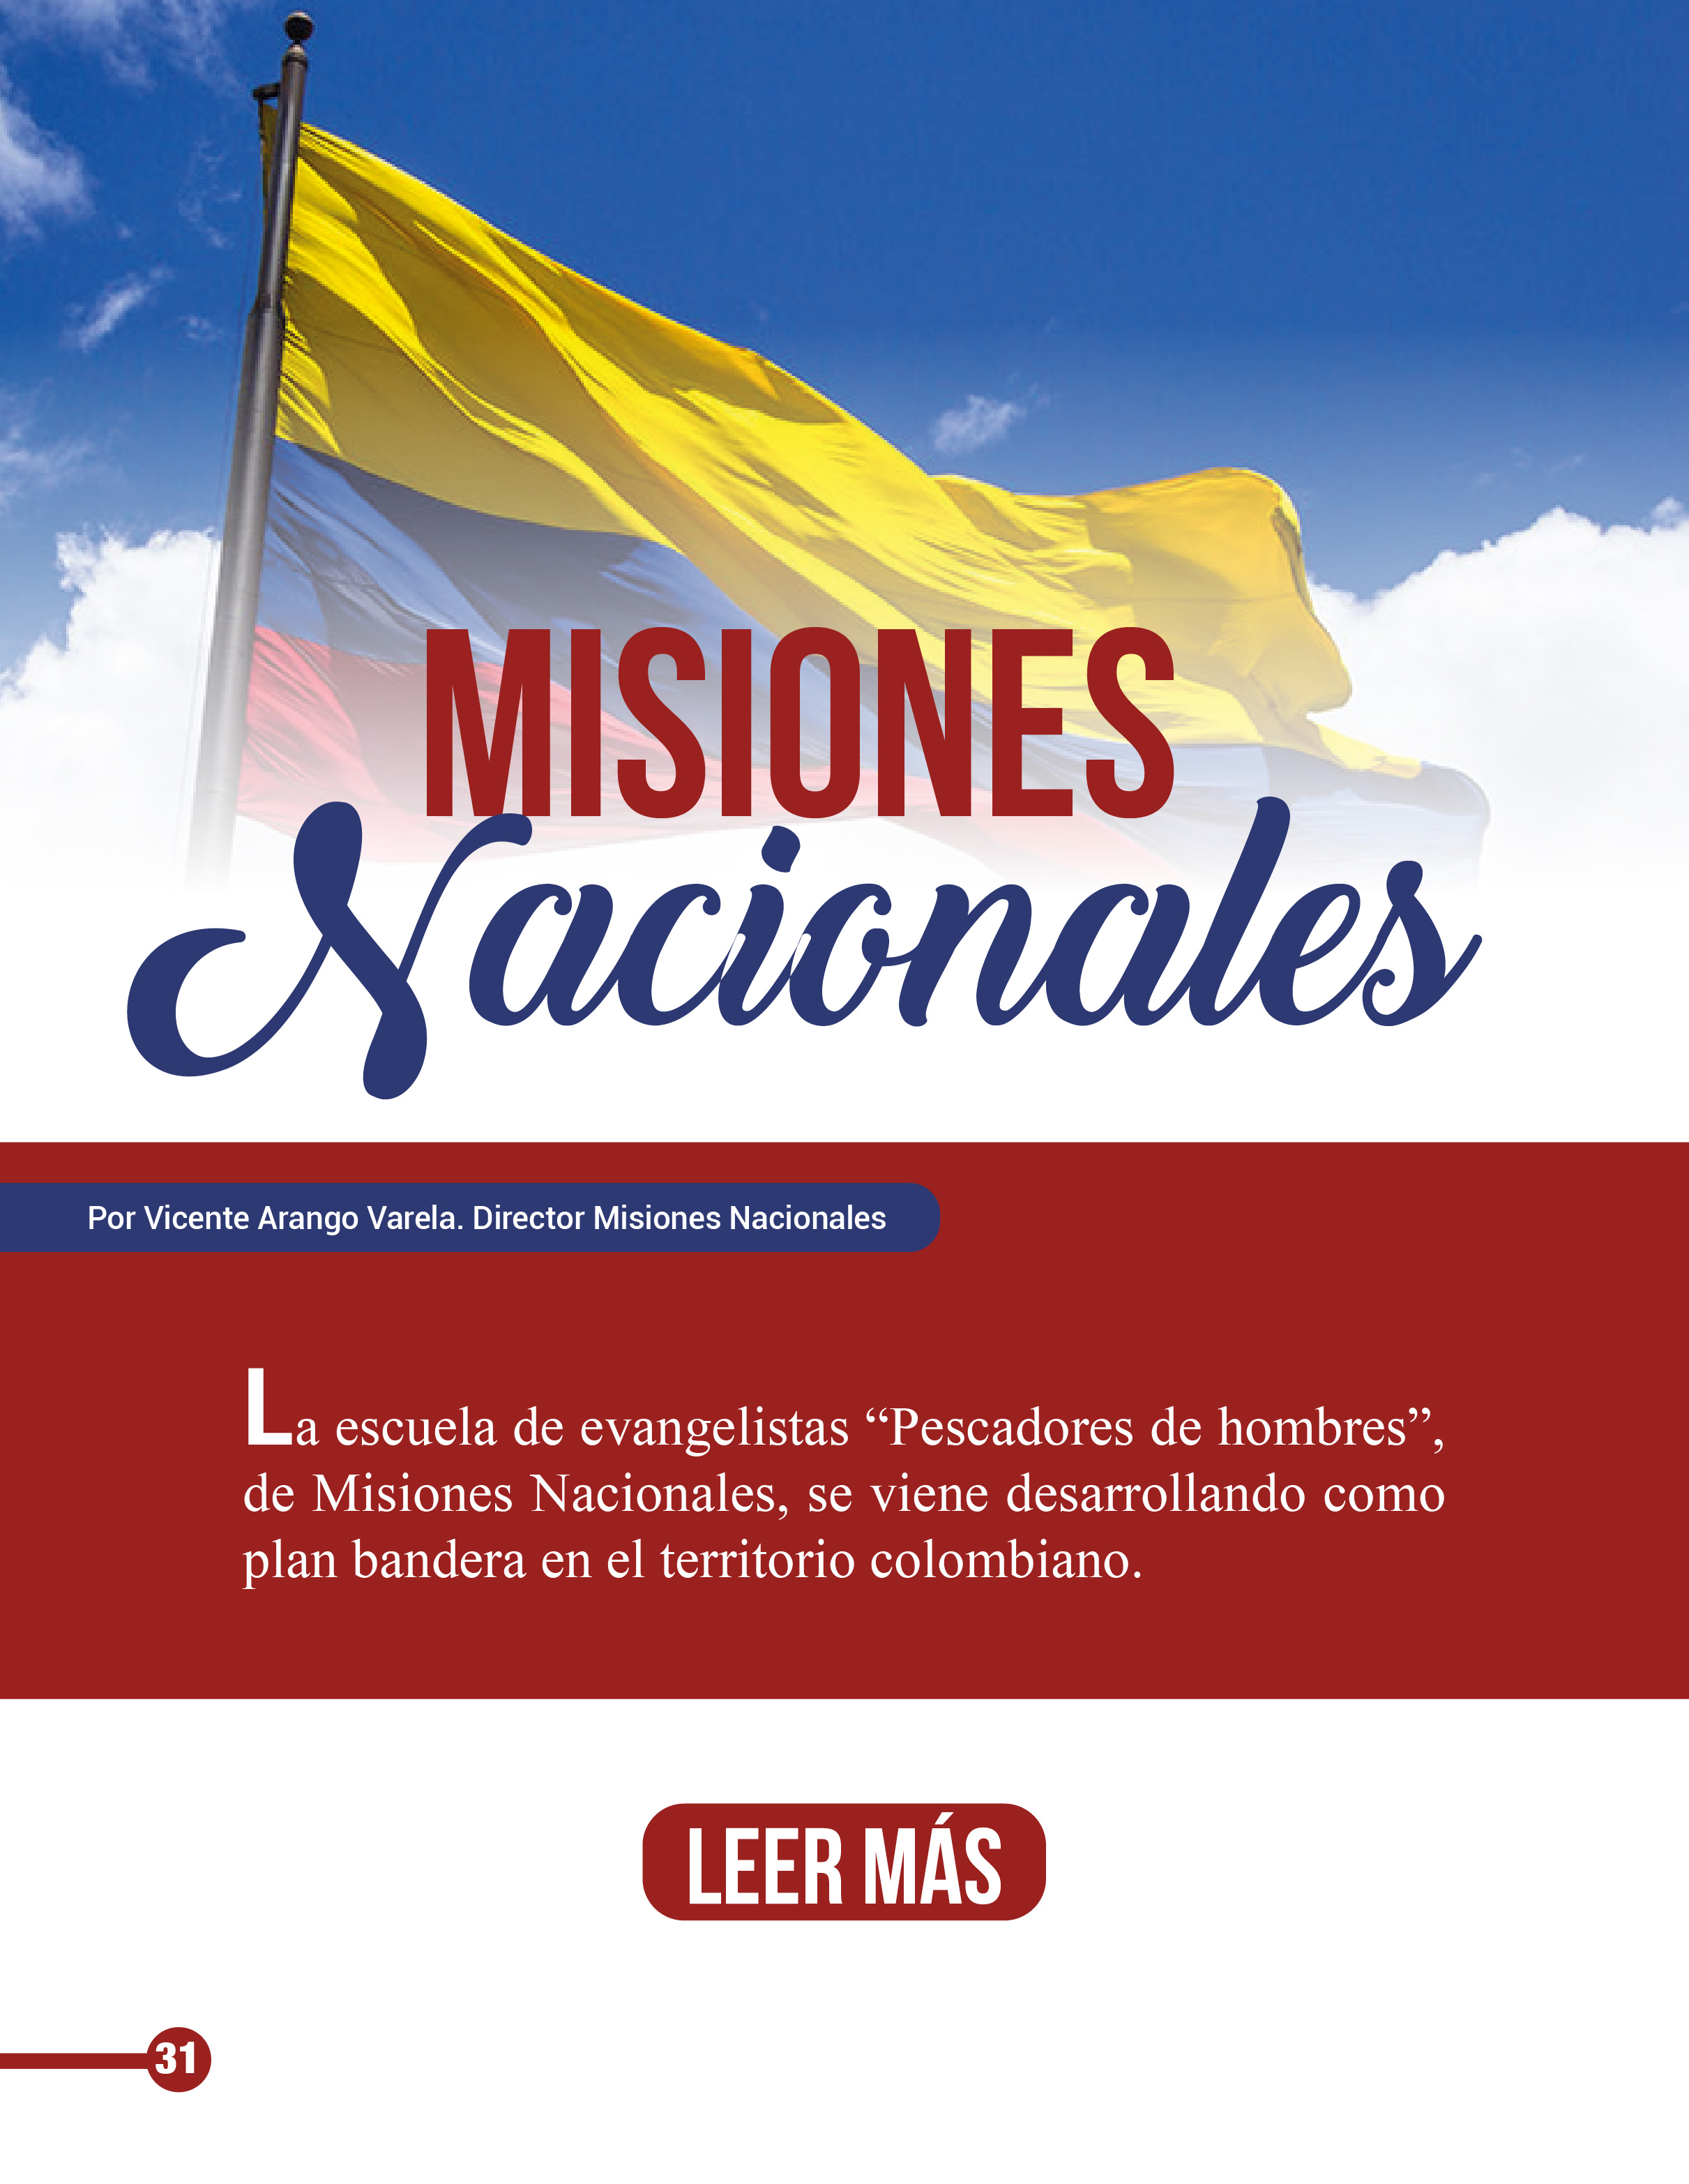 MISIONES
Nacionales
Por Vicente Arango Varela. Director Misiones Nacionales
La escuela de evangelistas “Pescadores de hombres”,
de Misiones Nacionales, se viene desarrollando como
plan bandera en el territorio colombiano.
LEER MÁS
31